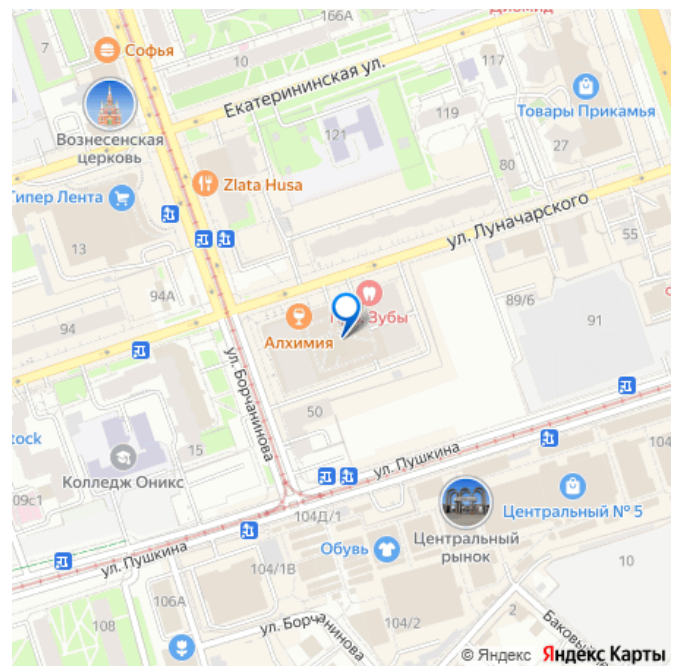 166А
Диомид
7
Софья
10
117
Екатерининская ул.
Товары Прикамья
119
Вознесенская
церковь
121
27
80
Zlata Husa
Гипер Лента
ул. Луначарского
13
55
94А
89/6
Зубы
91
94
Алхимия
ул. Борчанинова
50
15
tock
Колледж Оникс
ул. Пушкина
104
09с1
Центральный № 5
104Д/1
Центральный
рынок
Обувь
ул. Пушкина
104/1В
10
106А
2
108
104/2
ул. Борчанинова
© Яндекс Яндекс Карты